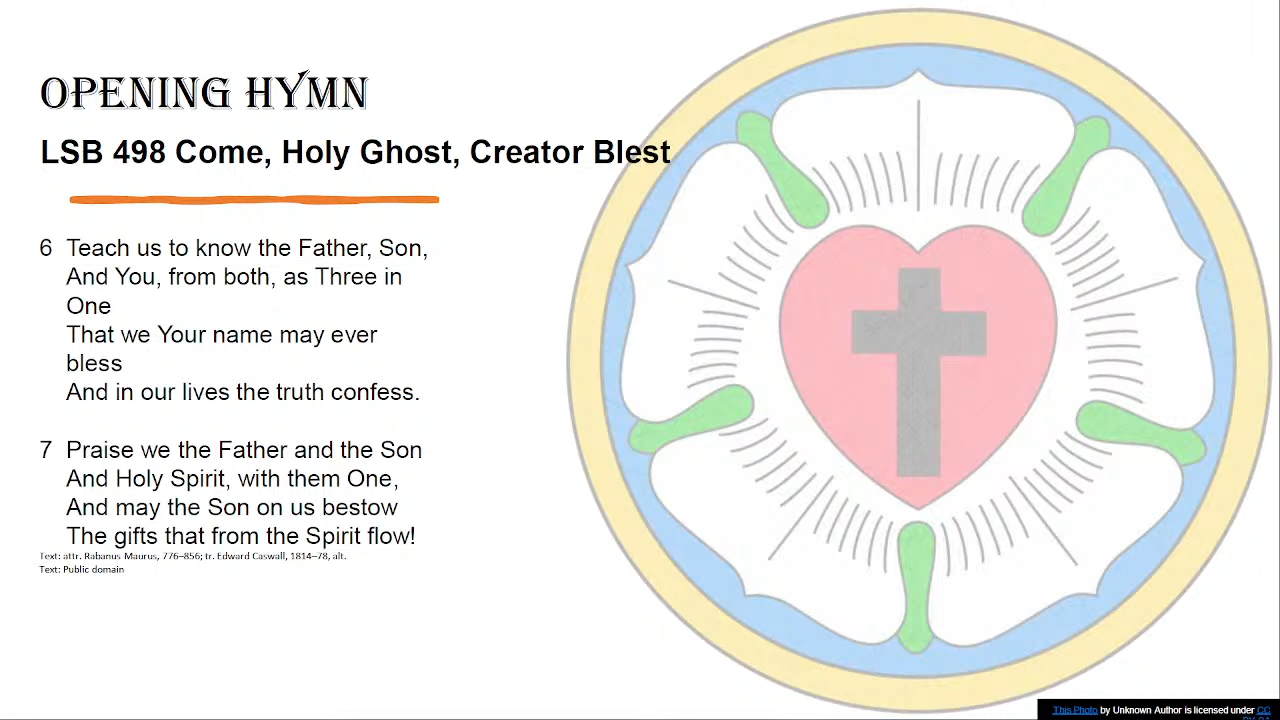 OPENING HYMN
LSB 498 Come, Holy Ghost, Creator Blest
6 Teach us to know the Father, Son,
And You, from both, as Three in
One
That we Your name may ever
bless
And in our lives the truth confess.
7 Praise we the Father and the Son
And Holy Spirit, with them One,
And may the Son on us bestow
The gifts that from the Spirit flow!
Text: attr. Rabanus Maurus, 776–856; tr. Edward Caswall, 1814–78, alt.
Text: Public domain
This Photo by Unknown Author is licensed under CC